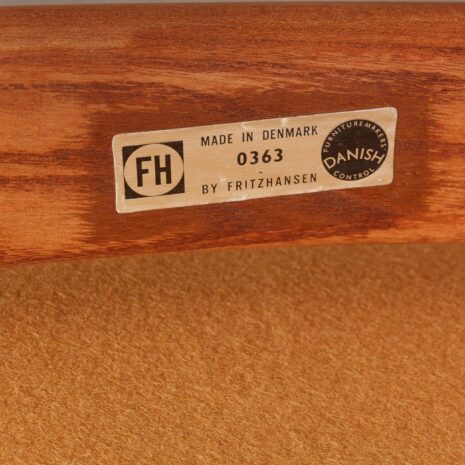 FH
MADE IN DENMARK
0363
-
BY FRITZHANSEN
FURNITUREMAKERS
DANISH
CONTROL